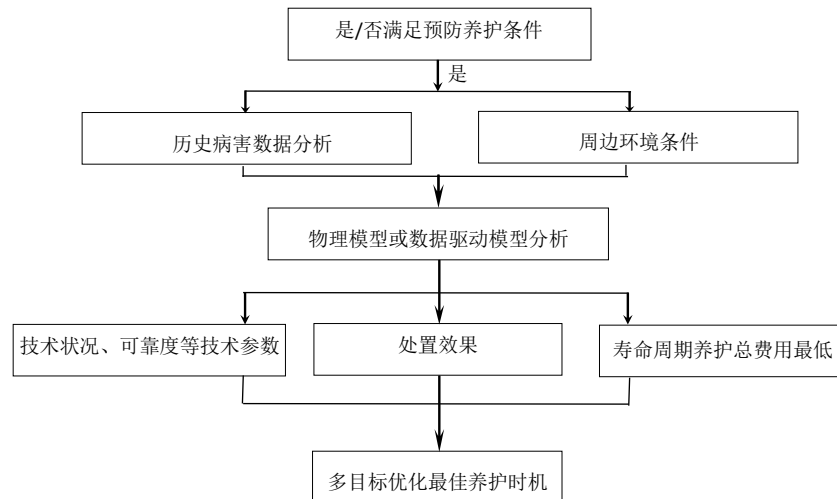 是/否满足预防养护条件
是
历史病害数据分析
周边环境条件
物理模型或数据驱动模型分析
技术状况、可靠度等技术参数
处置效果
寿命周期养护总费用最低
多目标优化最佳养护时机